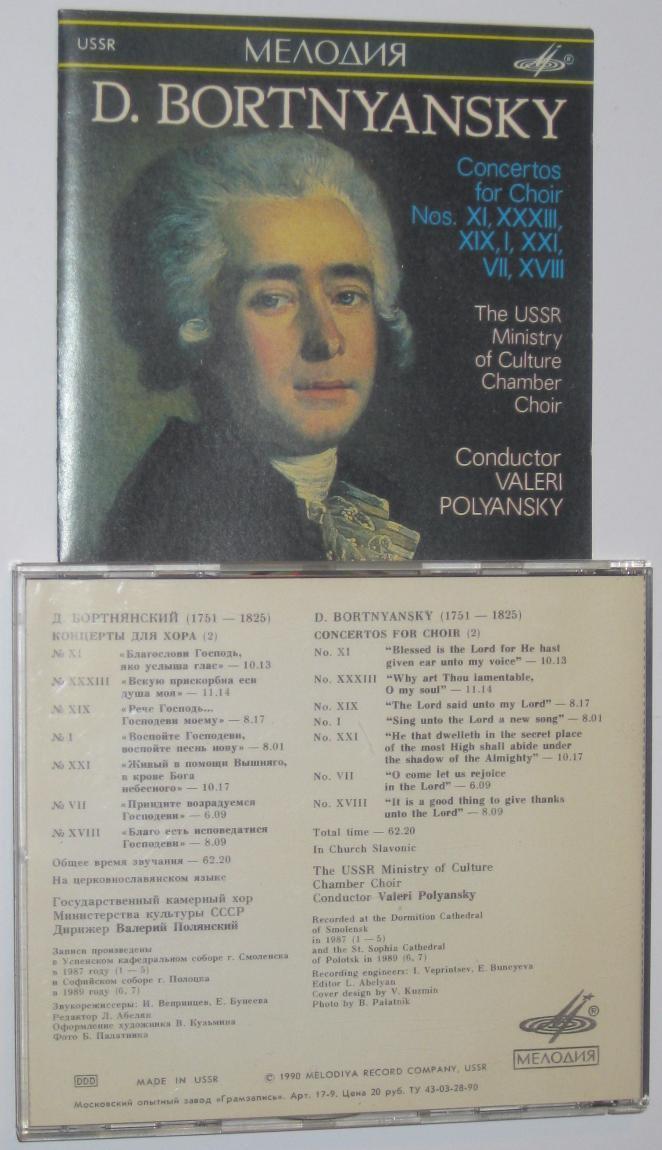 USSR
МЕЛОДИЯ
D. BORTNYANSKY
Concertos
for Choir
Nos. XI, XXXIII,
XIX, I, XXI,
VII, XVIII
The USSR
Ministry
of Culture
Chamber
Choir
Conductor
VALERI
POLYANSKY
Д. БОРТНЯНСКИЙ (1751 — 1825)
КОНЦЕРТЫ ДЛЯ ХОРА (2)
№ XI «Благослови Господь,
яко услыша глас» — 10.13
№ XXXIII «Вскую прискорбна еси
душа моя» — 11.14
№ XIX «Рече Господь...
Господеви моему» — 8.17
№ I «Воспойте Господеви,
воспойте песнь нову» — 8.01
№ XXI «Живый в помощи Вышняго,
в крове Бога
небесного» — 10.17
№ VII «Приидите возрадуемся
Господеви» — 6.09
№ XVIII «Благо есть исповедатися
Господеви» — 8.09
Общее время звучания — 62.20
На церковнославянском языке
Государственный камерный хор
Министерства культуры СССР
Дирижер Валерий Полянский
Записи произведены
в Успенском кафедральном соборе г. Смоленска
в 1987 году (1 — 5)
и Софийском соборе г. Полоцка
в 1989 году (6, 7)
Звукорежиссеры: И. Вепринцев, Е. Бунеева
Редактор Л. Абелян
Оформление художника В. Кузьмина
Фото Б. Палатника
D. BORTNYANSKY (1751 — 1825)
CONCERTOS FOR CHOIR (2)
No. XI "Blessed is the Lord for He hast
given ear unto my voice" — 10.13
No. XXXIII "Why art Thou lamentable,
O my soul" — 11.14
No. XIX "The Lord said unto my Lord" — 8.17
No. I "Sing unto the Lord a new song" — 8.01
No. XXI "He that dwelleth in the secret place
of the most High shall abide under
the shadow of the Almighty" — 10.17
No. VII "O come let us rejoice
in the Lord" — 6.09
No. XVIII "It is a good thing to give thanks
unto the Lord" — 8.09
Total time — 62.20
In Church Slavonic
The USSR Ministry of Culture
Chamber Choir
Conductor Valeri Polyansky
Recorded at the Dormition Cathedral
of Smolensk
in 1987 (1 — 5)
and the St. Sophia Cathedral
of Polotsk in 1989 (6, 7)
Recording engineers: I. Veprintsev, E. Buneyeva
Editor L. Abelyan
Cover design by V. Kuzmin
Photo by B. Palatnik
®
МЕЛОДИЯ
DDD MADE IN USSR © 1990 MELODIYA RECORD COMPANY, USSR
Московский опытный завод «Грамзапись». Арт. 17-9. Цена 20 руб. ТУ 43-03-28-90